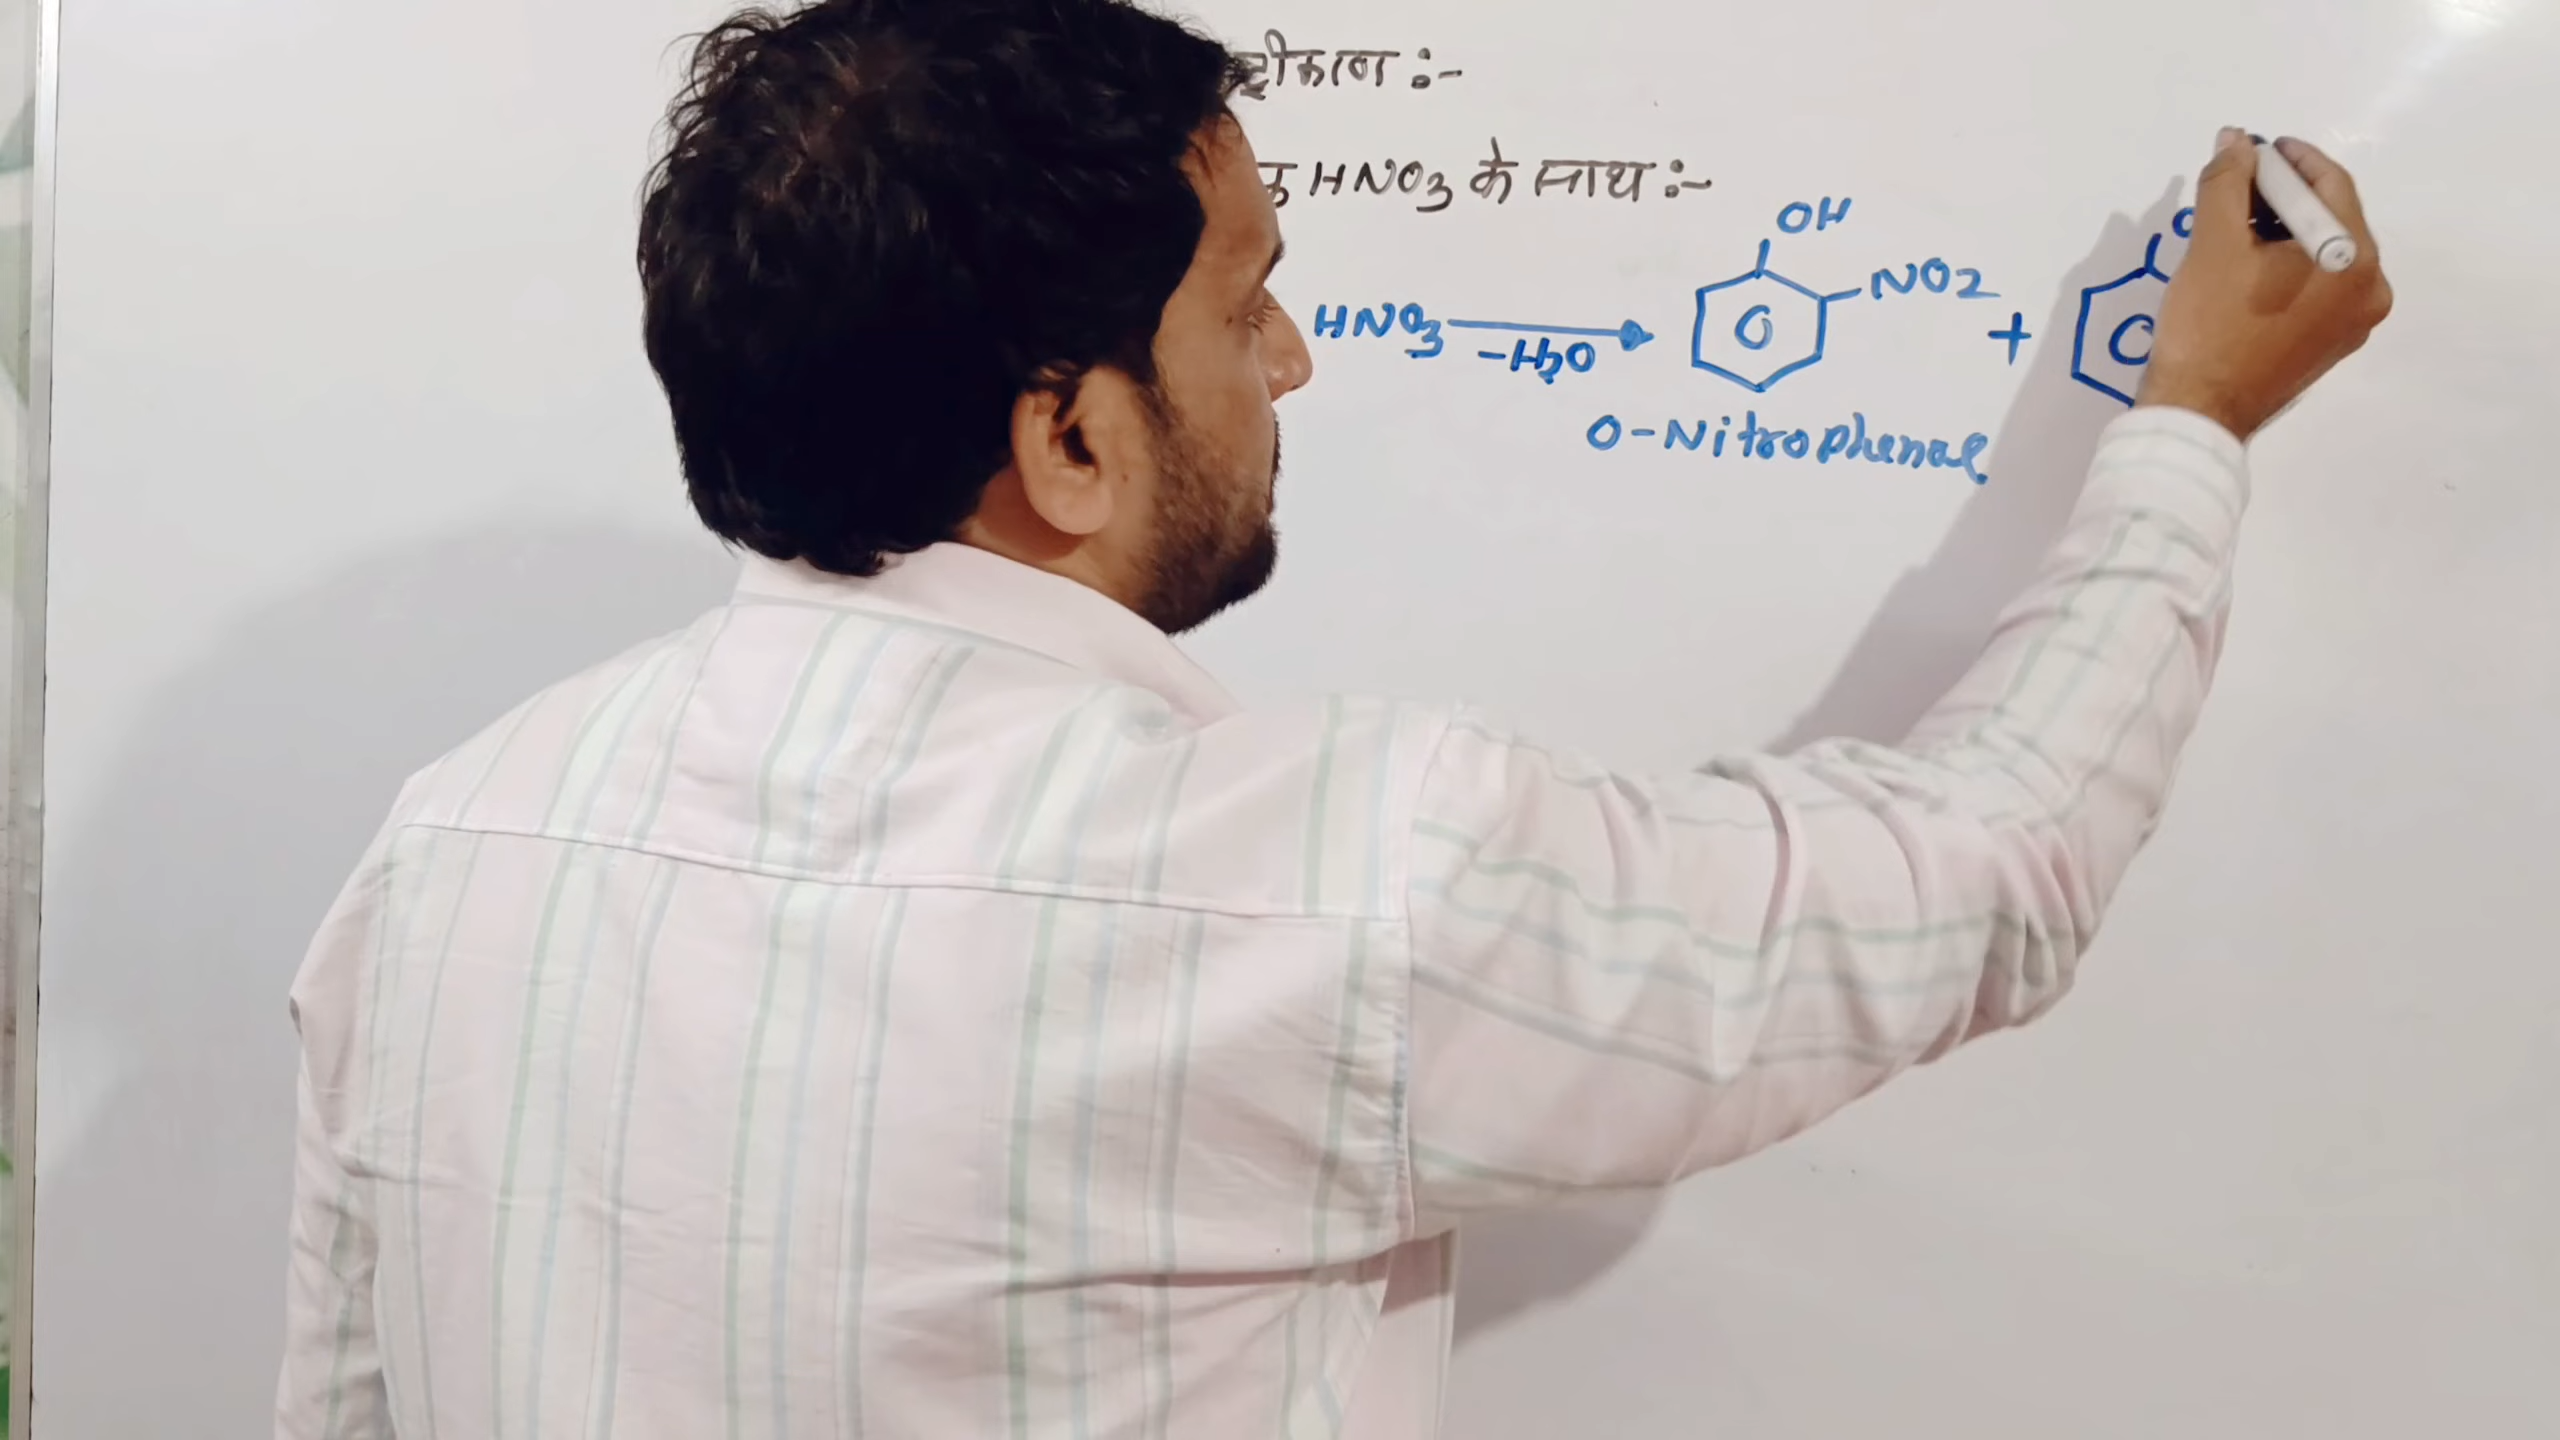 ट्रीकरण :-
HNO3 के साथ :-
OH
HNO3 -H2O NO2 +
O-Nitrophenol